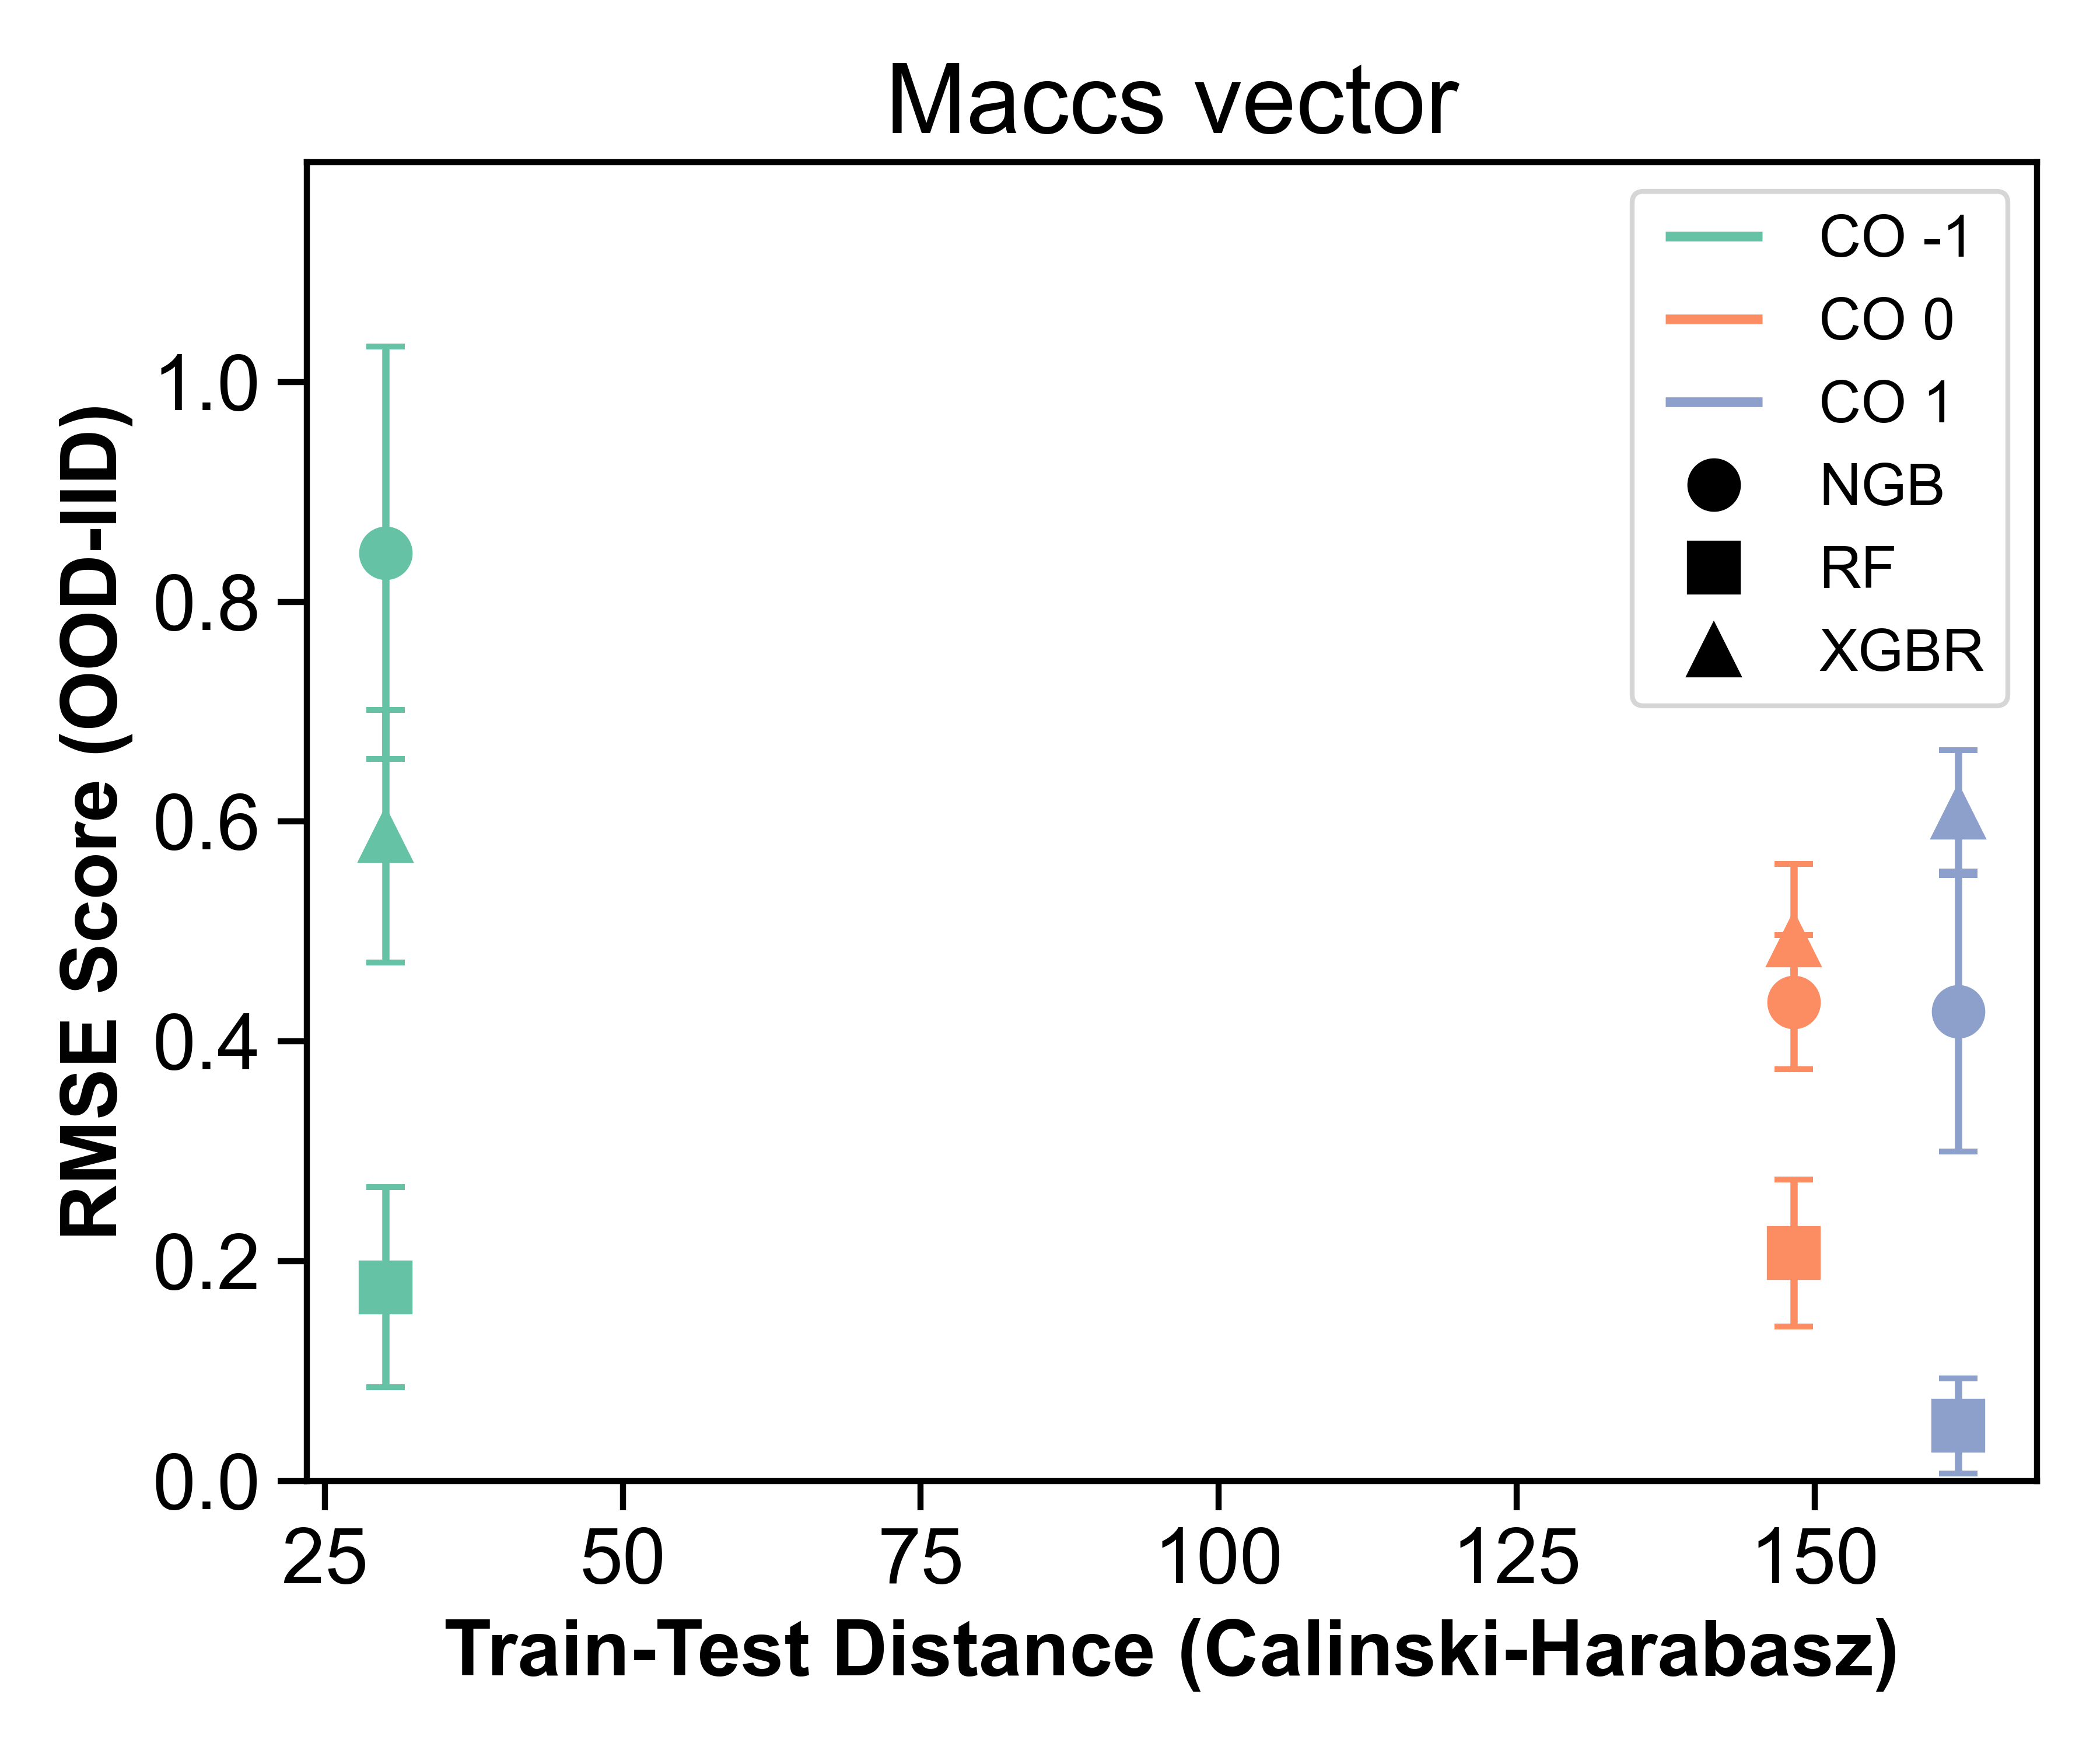 Maccs vector
CO -1
CO 0
CO 1
NGB
RF
XGBR
RMSE Score (OOD-IID)
1.0
0.8
0.6
0.4
0.2
0.0
25 50 75 100 125 150
Train-Test Distance (Calinski-Harabasz)